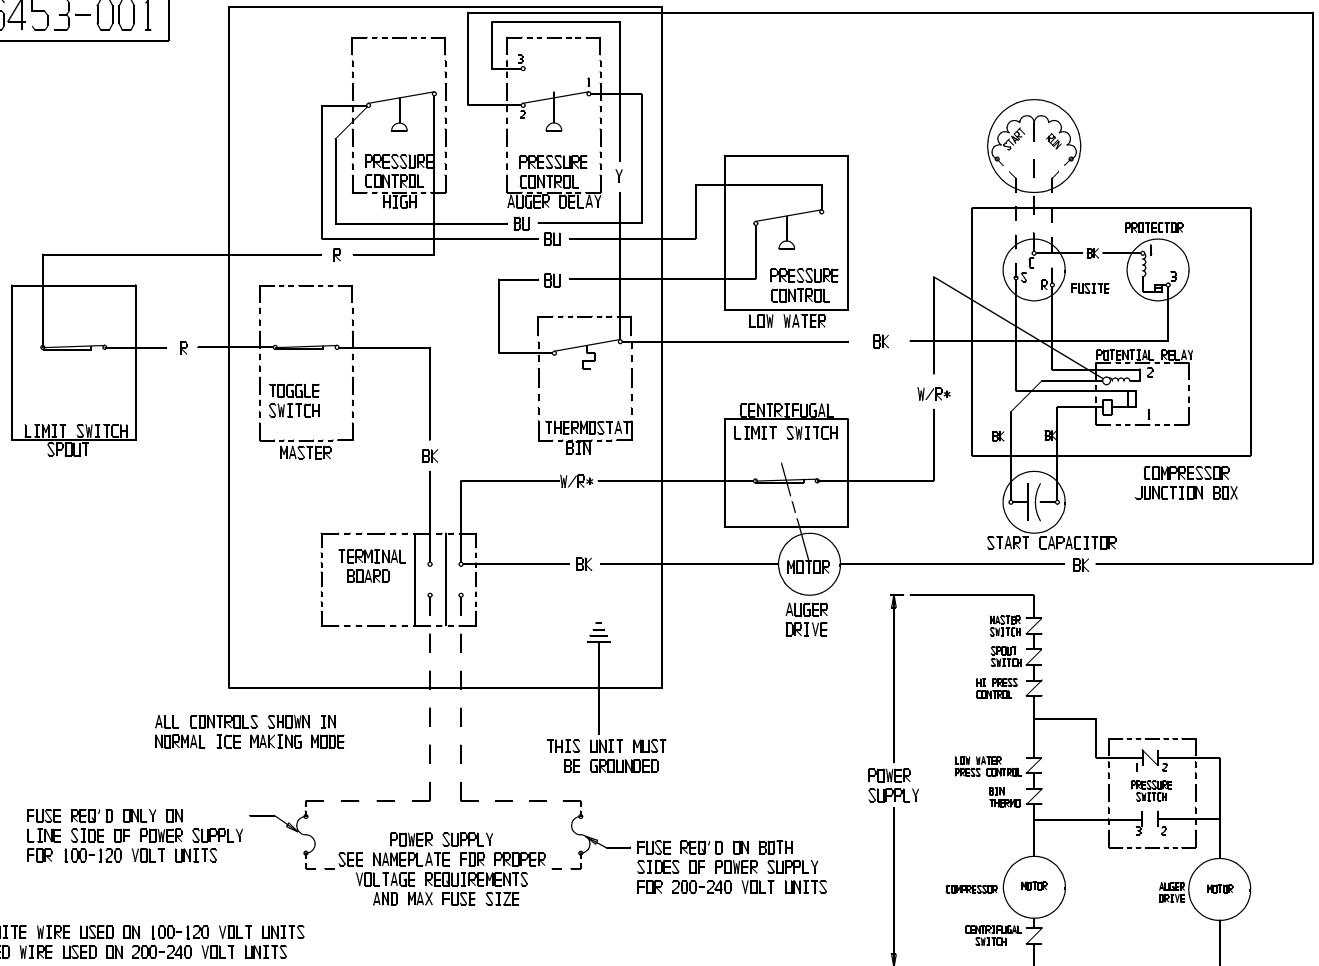 6453-001
3
1
2
START
RUN
PRESSURE
CONTROL
HIGH
PRESSURE
CONTROL
AUGER DELAY
Y
BU
BU
R
BU
PRESSURE
CONTROL
LOW WATER
PROTECTOR
1
BK
C
S
R
3
FUSITE
R
BK
POTENTIAL RELAY
2
1
W/R*
TOGGLE
SWITCH
MASTER
LIMIT SWITCH
SPOUT
THERMOSTAT
BIN
CENTRIFUGAL
LIMIT SWITCH
BK
BK
BK
COMPRESSOR
JUNCTION BOX
W/R*
START CAPACITOR
TERMINAL
BOARD
BK
MOTOR
BK
AUGER
DRIVE
MASTER
SWITCH
SPOUT
SWITCH
HI PRESS
CONTROL
ALL CONTROLS SHOWN IN
NORMAL ICE MAKING MODE
THIS UNIT MUST
BE GROUNDED
POWER
SUPPLY
LOW WATER
PRESS CONTROL
BIN
THERMO
1 2
PRESSURE
SWITCH
3 2
FUSE REQ'D ONLY ON
LINE SIDE OF POWER SUPPLY
FOR 100-120 VOLT UNITS
POWER SUPPLY
SEE NAMEPLATE FOR PROPER
VOLTAGE REQUIREMENTS
AND MAX FUSE SIZE
FUSE REQ'D ON BOTH
SIDES OF POWER SUPPLY
FOR 200-240 VOLT UNITS
COMPRESSOR
MOTOR
AUGER
DRIVE
MOTOR
CENTRIFUGAL
SWITCH
ITE WIRE USED ON 100-120 VOLT UNITS
ED WIRE USED ON 200-240 VOLT UNITS